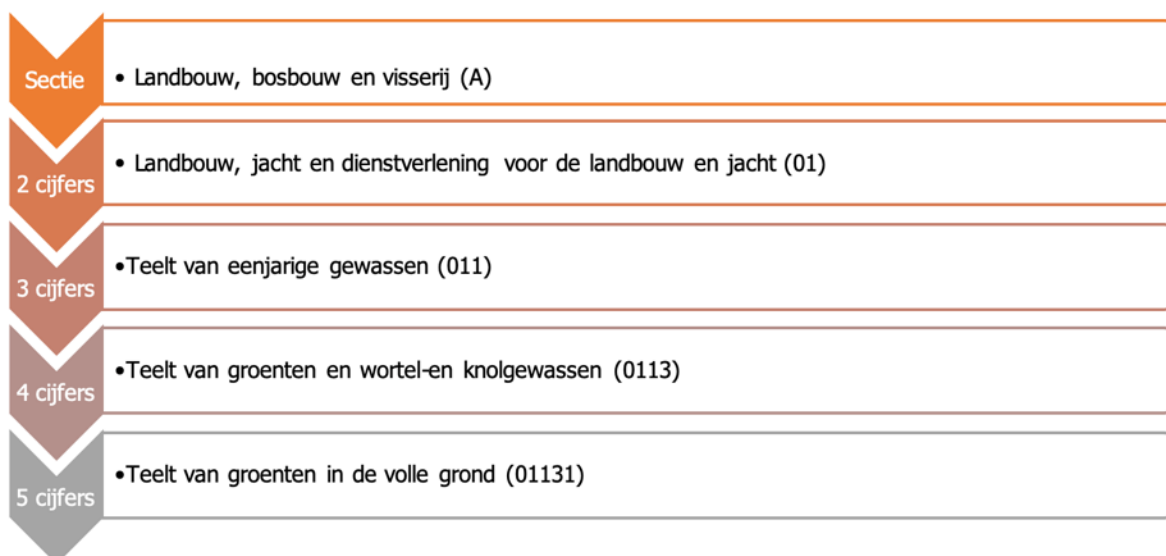 Sectie
• Landbouw, bosbouw en visserij (A)
2 cijfers
• Landbouw, jacht en dienstverlening voor de landbouw en jacht (01)
3 cijfers
•Teelt van eenjarige gewassen (011)
4 cijfers
•Teelt van groenten en wortel-en knolgewassen (0113)
5 cijfers
•Teelt van groenten in de volle grond (01131)